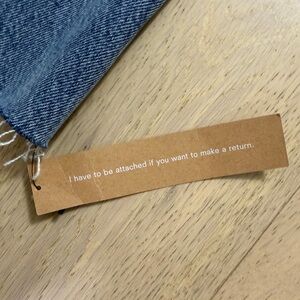 I have to be attached if you want to make a return.